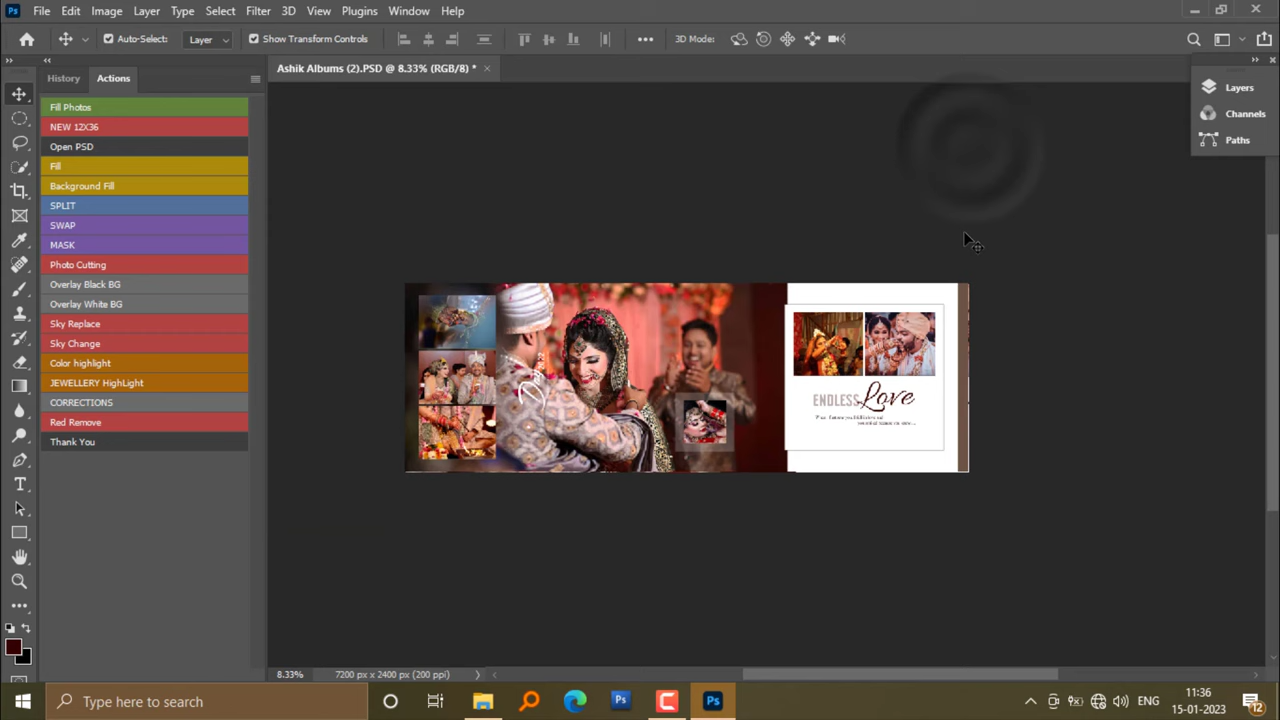 Ps File Edit Image Layer Type Select Filter 3D View Plugins Window Help
Auto-Select: Layer Show Transform Controls 3D Mode:
Ashik Albums (2).PSD @ 8.33% (RGB/8) *
History Actions
Fill Photos
NEW 12X36
Open PSD
Fill
Background Fill
SPLIT
SWAP
MASK
Photo Cutting
Overlay Black BG
Overlay White BG
Sky Replace
Sky Change
Color highlight
JEWELLERY HighLight
CORRECTIONS
Red Remove
Thank You
Layers
Channels
Paths
ENDLESS Love
8.33% 7200 px x 2400 px (200 ppi)
Type here to search
Ps
Ps
ENG
11:36
15-01-2023
12